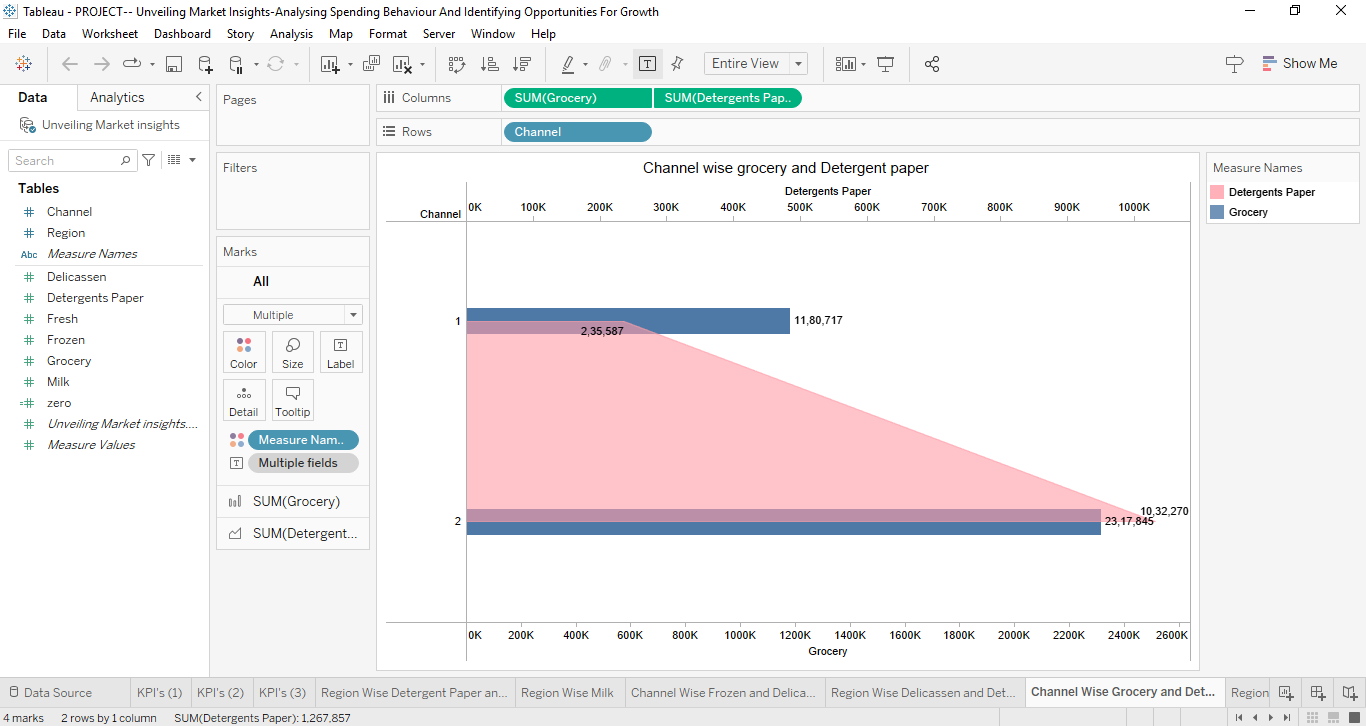 Tableau - PROJECT-- Unveiling Market Insights-Analysing Spending Behaviour And Identifying Opportunities For Growth
File Data Worksheet Dashboard Story Analysis Map Format Server Window Help
Entire View
Show Me
Data Analytics
Unveiling Market insights
Search
Tables
Channel
Region
Abc Measure Names
Delicassen
Detergents Paper
Fresh
Frozen
Grocery
Milk
zero
Unveiling Market insights....
Measure Values
Pages
Filters
Marks
All
Multiple
Color Size Label
Detail Tooltip
Measure Nam..
Multiple fields
SUM(Grocery)
SUM(Detergent...
Columns SUM(Grocery) SUM(Detergents Pap..
Rows Channel
Channel wise grocery and Detergent paper
Detergents Paper
Channel 0K 100K 200K 300K 400K 500K 600K 700K 800K 900K 1000K
1 11,80,717
2,35,587
10,32,270
2 23,17,845
0K 200K 400K 600K 800K 1000K 1200K 1400K 1600K 1800K 2000K 2200K 2400K 2600K
Grocery
Measure Names
Detergents Paper
Grocery
Data Source KPI's (1) KPI's (2) KPI's (3) Region Wise Detergent Paper an... Region Wise Milk Channel Wise Frozen and Delica... Region Wise Delicassen and Det... Channel Wise Grocery and Det... Region
4 marks 2 rows by 1 column SUM(Detergents Paper): 1,267,857